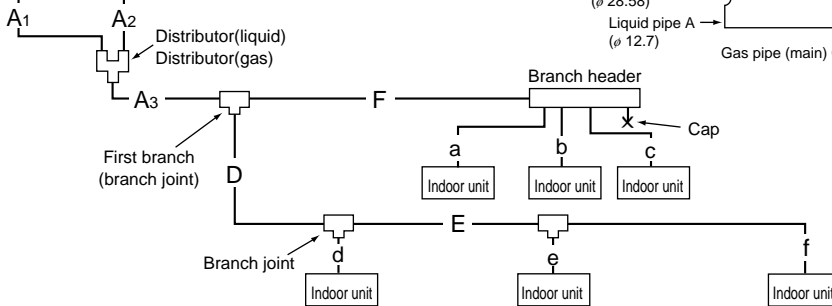 (ø 28.58)
A1
A2
Liquid pipe A
(ø 12.7)
Distributor(liquid)
Distributor(gas)
Gas pipe (main)
Branch header
A3
F
Cap
First branch
(branch joint)
a
b
c
D
Indoor unit
Indoor unit
Indoor unit
E
Branch joint
d
e
f
Indoor unit
Indoor unit
Indoor unit